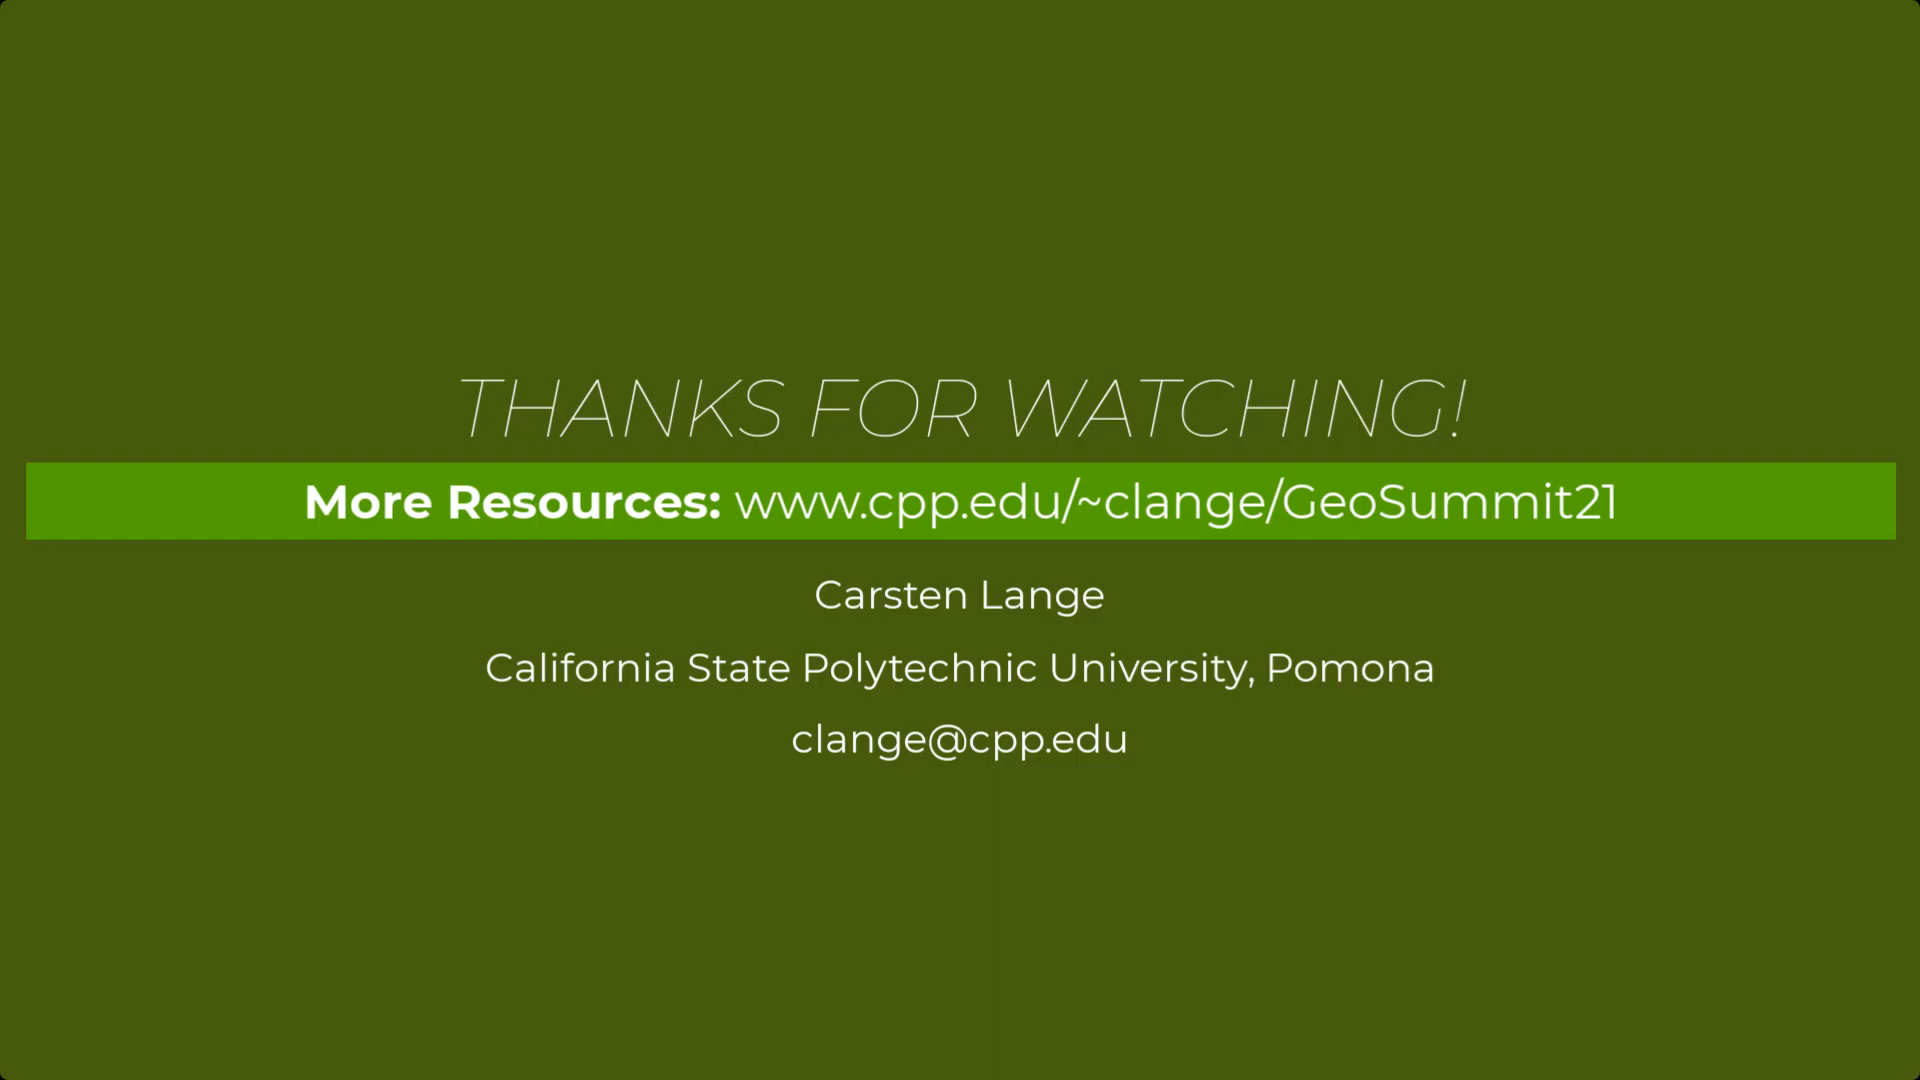 THANKS FOR WATCHING!
More Resources: www.cpp.edu/~clange/GeoSummit21
Carsten Lange
California State Polytechnic University, Pomona
clange@cpp.edu